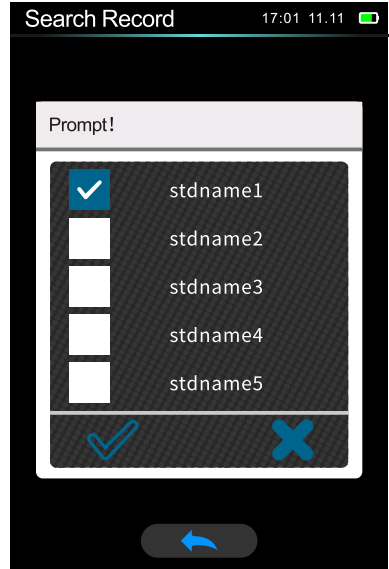 Search Record 17:01 11.11
Prompt!
stdname1
stdname2
stdname3
stdname4
stdname5